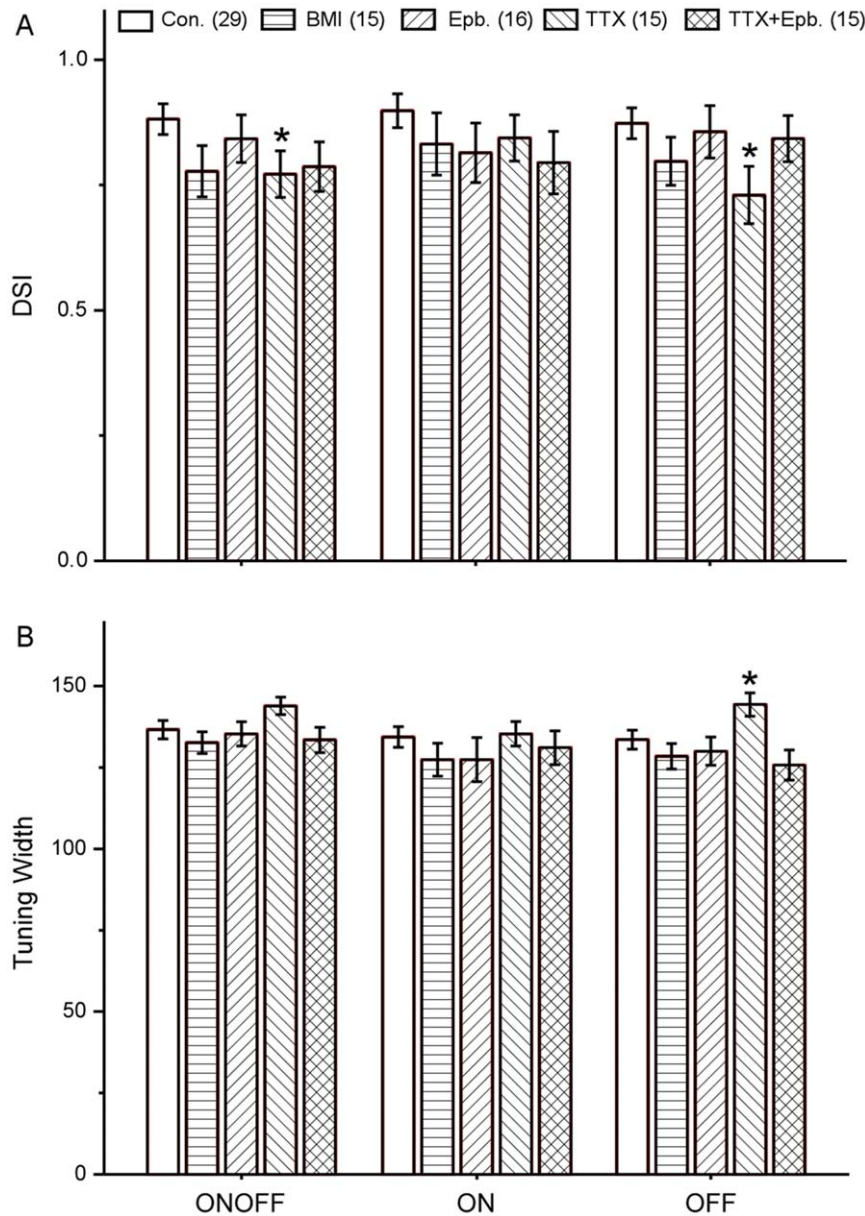 A
Con. (29) BMI (15) Epb. (16) TTX (15) TTX+Epb. (15)
1.0
*
*
DSI
0.5
0.0
B
150
*
Tuning Width
100
50
0
ONOFF ON OFF